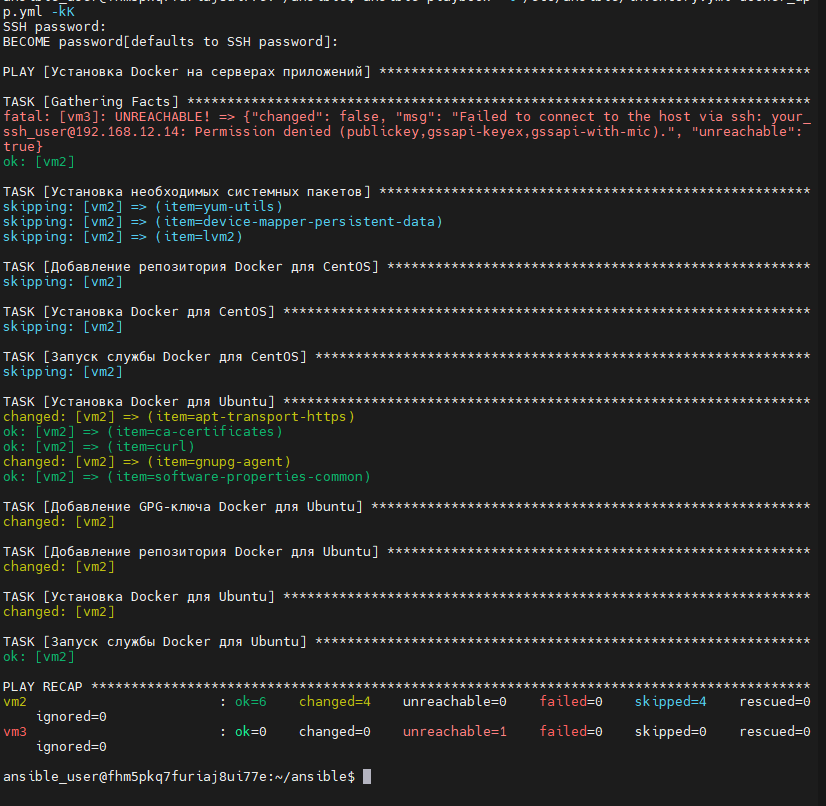 p.yml -kK
SSH password:
BECOME password[defaults to SSH password]:
PLAY [Установка Docker на серверах приложений] ******************************************************
TASK [Gathering Facts] ******************************************************************************
fatal: [vm3]: UNREACHABLE! => {"changed": false, "msg": "Failed to connect to the host via ssh: your_
ssh_user@192.168.12.14: Permission denied (publickey,gssapi-keyex,gssapi-with-mic).", "unreachable":
true}
ok: [vm2]
TASK [Установка необходимых системных пакетов] ******************************************************
skipping: [vm2] => (item=yum-utils)
skipping: [vm2] => (item=device-mapper-persistent-data)
skipping: [vm2] => (item=lvm2)
TASK [Добавление репозитория Docker для CentOS] *****************************************************
skipping: [vm2]
TASK [Установка Docker для CentOS] ******************************************************************
skipping: [vm2]
TASK [Запуск службы Docker для CentOS] **************************************************************
skipping: [vm2]
TASK [Установка Docker для Ubuntu] ******************************************************************
changed: [vm2] => (item=apt-transport-https)
ok: [vm2] => (item=ca-certificates)
ok: [vm2] => (item=curl)
changed: [vm2] => (item=gnupg-agent)
ok: [vm2] => (item=software-properties-common)
TASK [Добавление GPG-ключа Docker для Ubuntu] *******************************************************
changed: [vm2]
TASK [Добавление репозитория Docker для Ubuntu] *****************************************************
changed: [vm2]
TASK [Установка Docker для Ubuntu] ******************************************************************
changed: [vm2]
TASK [Запуск службы Docker для Ubuntu] **************************************************************
ok: [vm2]
PLAY RECAP ******************************************************************************************
vm2 : ok=6 changed=4 unreachable=0 failed=0 skipped=4 rescued=0
ignored=0
vm3 : ok=0 changed=0 unreachable=1 failed=0 skipped=0 rescued=0
ignored=0
ansible_user@fhm5pkq7furiaj8ui77e:~/ansible$